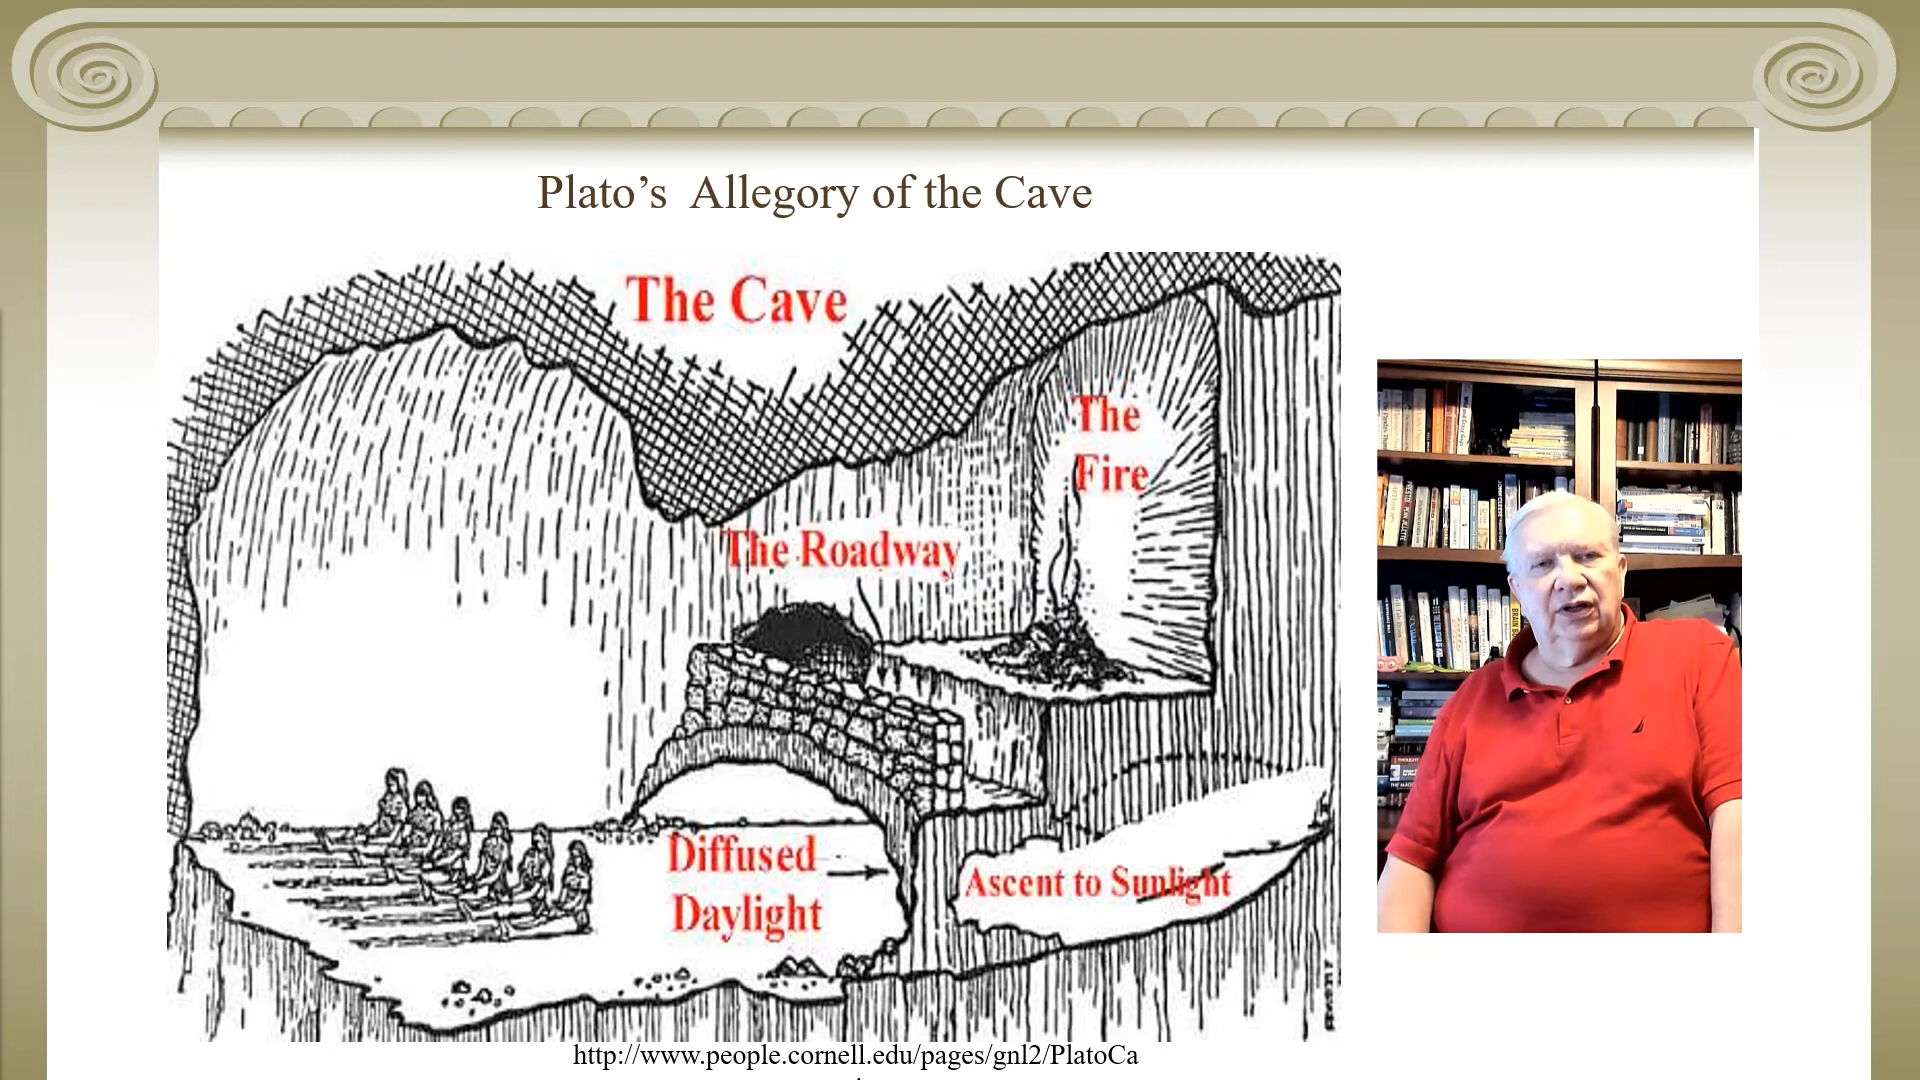 Plato’s  Allegory of the Cave
The Cave
The
Fire
The Roadway
Diffused
Daylight
Ascent to Sunlight
http://www.people.cornell.edu/pages/gnl2/PlatoCa